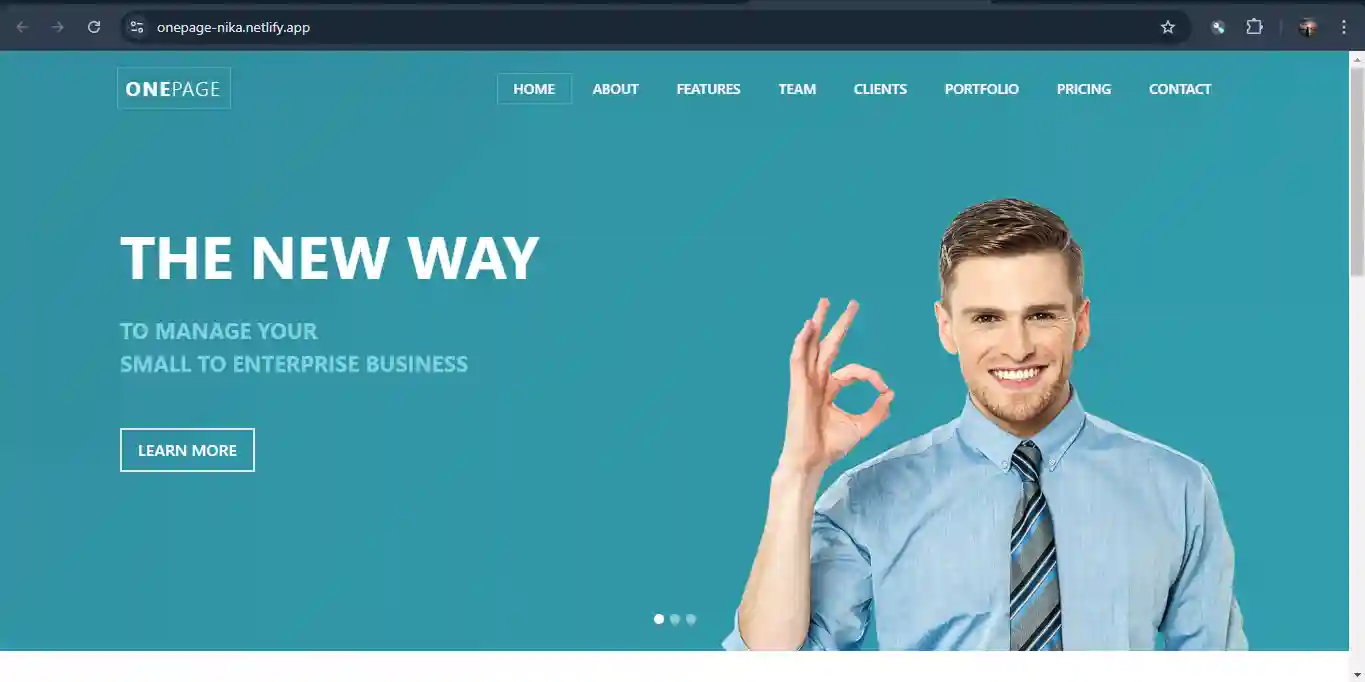 onepage-nika.netlify.app
ONEPAGE
HOME ABOUT FEATURES TEAM CLIENTS PORTFOLIO PRICING CONTACT
THE NEW WAY
TO MANAGE YOUR
SMALL TO ENTERPRISE BUSINESS
LEARN MORE